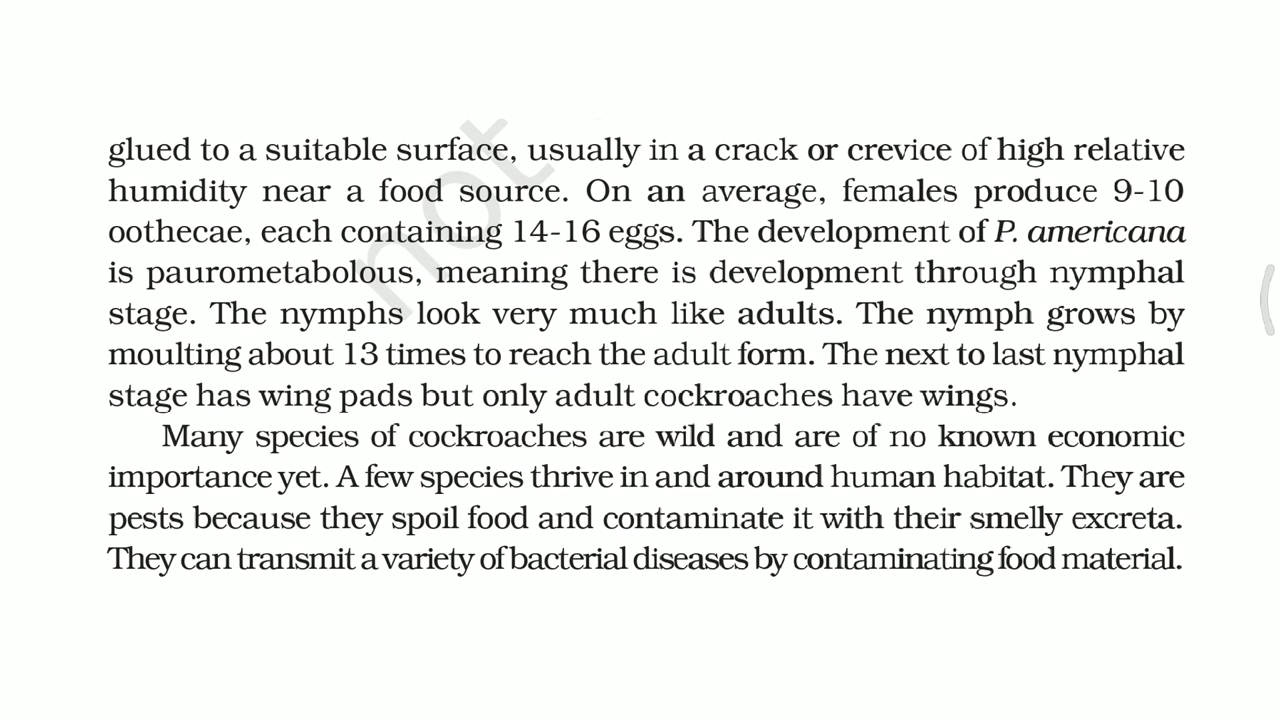 glued to a suitable surface, usually in a crack or crevice of high relative
humidity near a food source. On an average, females produce 9-10
oothecae, each containing 14-16 eggs. The development of P. americana
is paurometabolous, meaning there is development through nymphal
stage. The nymphs look very much like adults. The nymph grows by
moulting about 13 times to reach the adult form. The next to last nymphal
stage has wing pads but only adult cockroaches have wings.
Many species of cockroaches are wild and are of no known economic
importance yet. A few species thrive in and around human habitat. They are
pests because they spoil food and contaminate it with their smelly excreta.
They can transmit a variety of bacterial diseases by contaminating food material.
not